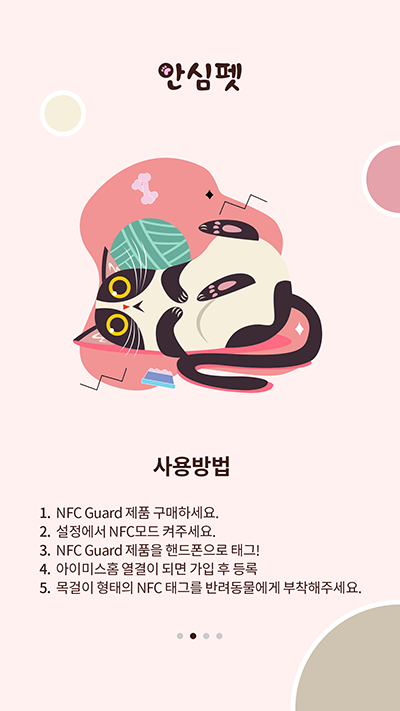 안심펫
사용방법
1. NFC Guard 제품 구매하세요.
2. 설정에서 NFC모드 켜주세요.
3. NFC Guard 제품을 핸드폰으로 태그!
4. 아이미스홈 열결이 되면 가입 후 등록
5. 목걸이 형태의 NFC 태그를 반려동물에게 부착해주세요.